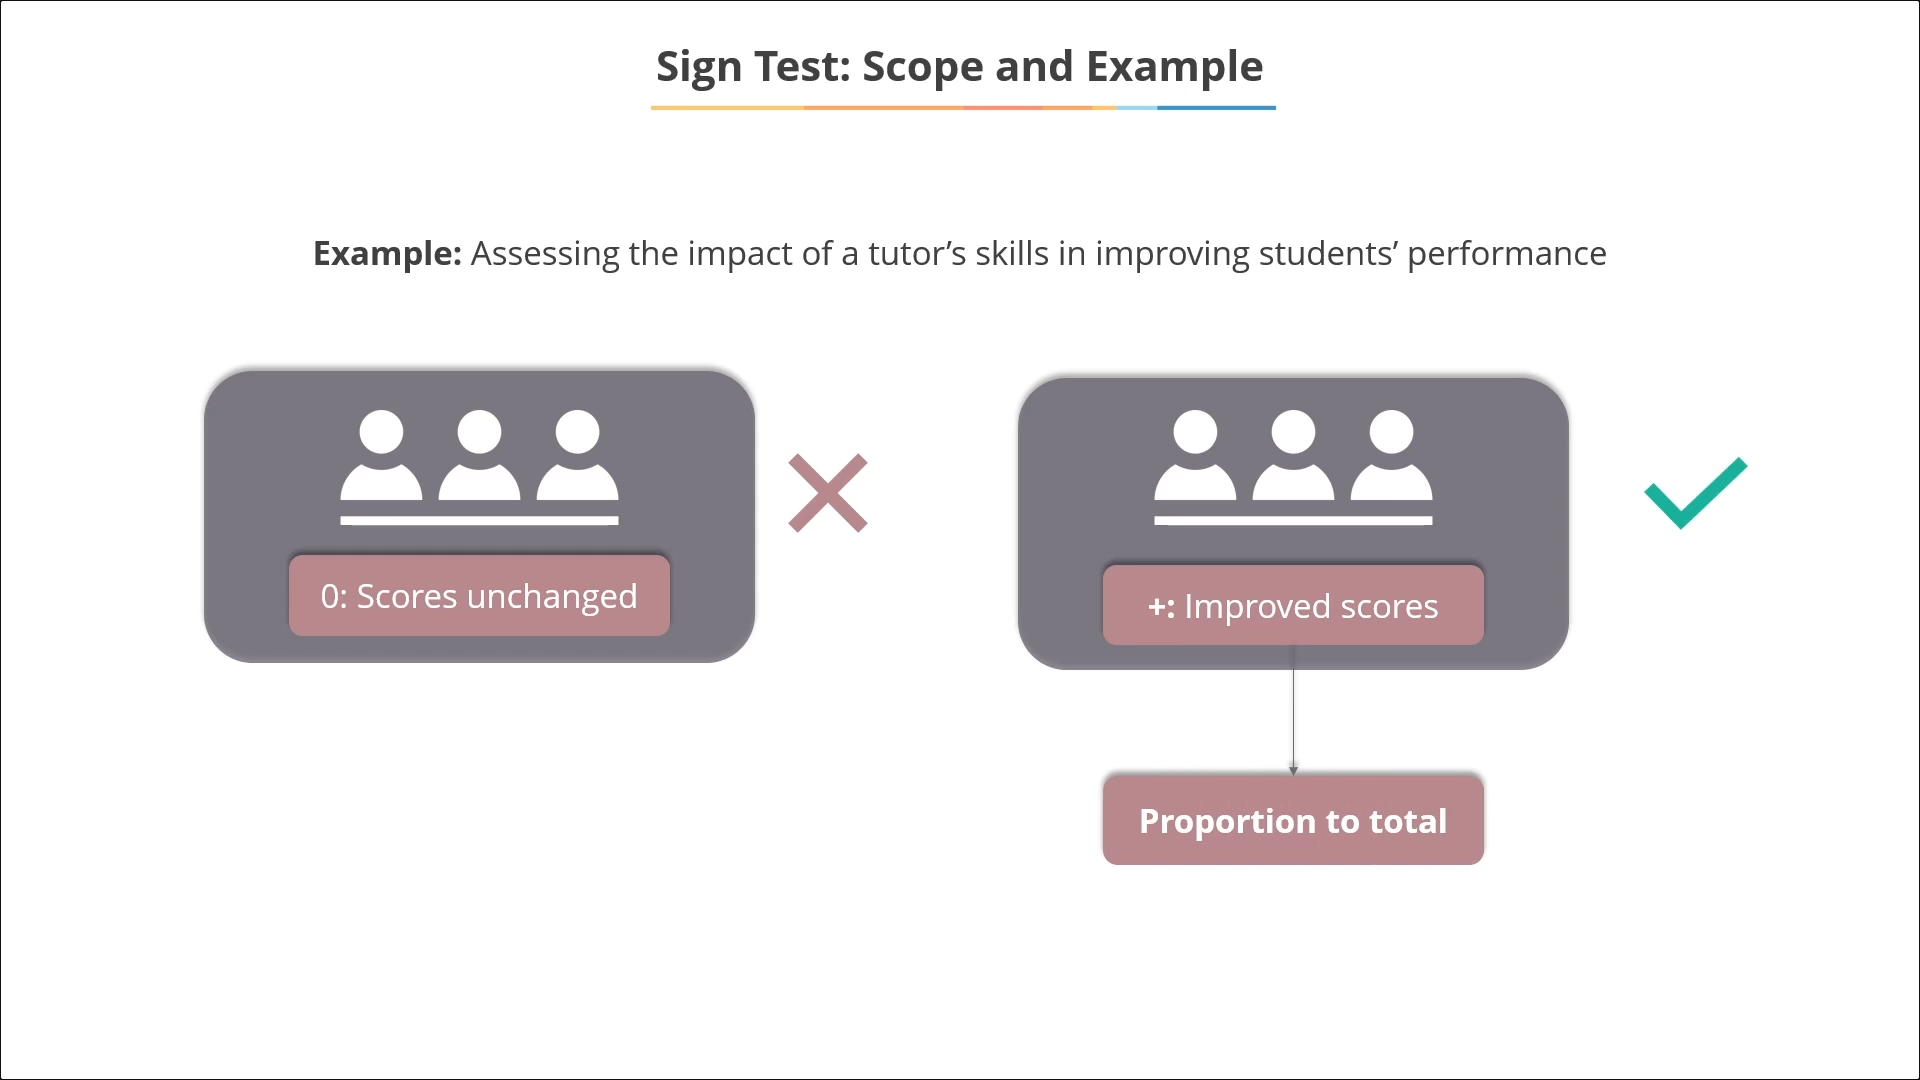 Sign Test: Scope and Example
Example: Assessing the impact of a tutor’s skills in improving students’ performance
0: Scores unchanged
+: Improved scores
Proportion to total